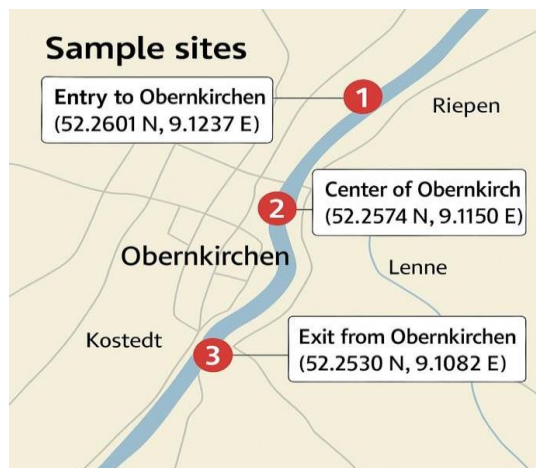 Sample sites
Entry to Obernkirchen
(52.2601 N, 9.1237 E)
1
Riepen
2
Center of Obernkirch
(52.2574 N, 9.1150 E)
Obernkirchen
Lenne
Kostedt
3
Exit from Obernkirchen
(52.2530 N, 9.1082 E)